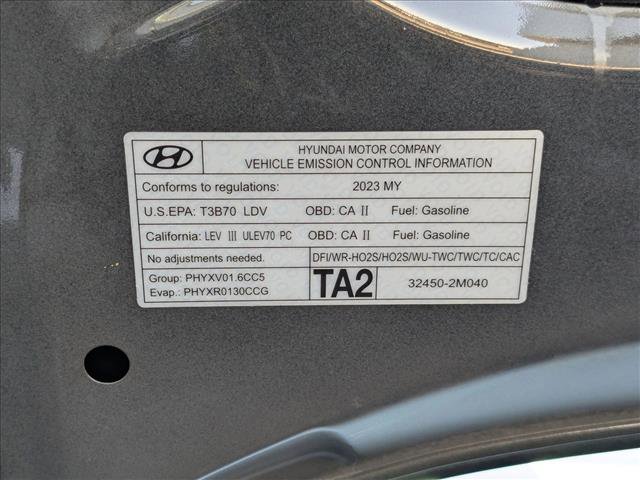 HYUNDAI MOTOR COMPANY
VEHICLE EMISSION CONTROL INFORMATION
Conforms to regulations: 2023 MY
U.S.EPA: T3B70 LDV OBD: CA II Fuel: Gasoline
California: LEV III ULEV70 PC OBD: CA II Fuel: Gasoline
No adjustments needed. DFI/WR-HO2S/HO2S/WU-TWC/TWC/TC/CAC
Group: PHYXV01.6CC5
Evap.: PHYXR0130CCG
TA2
32450-2M040